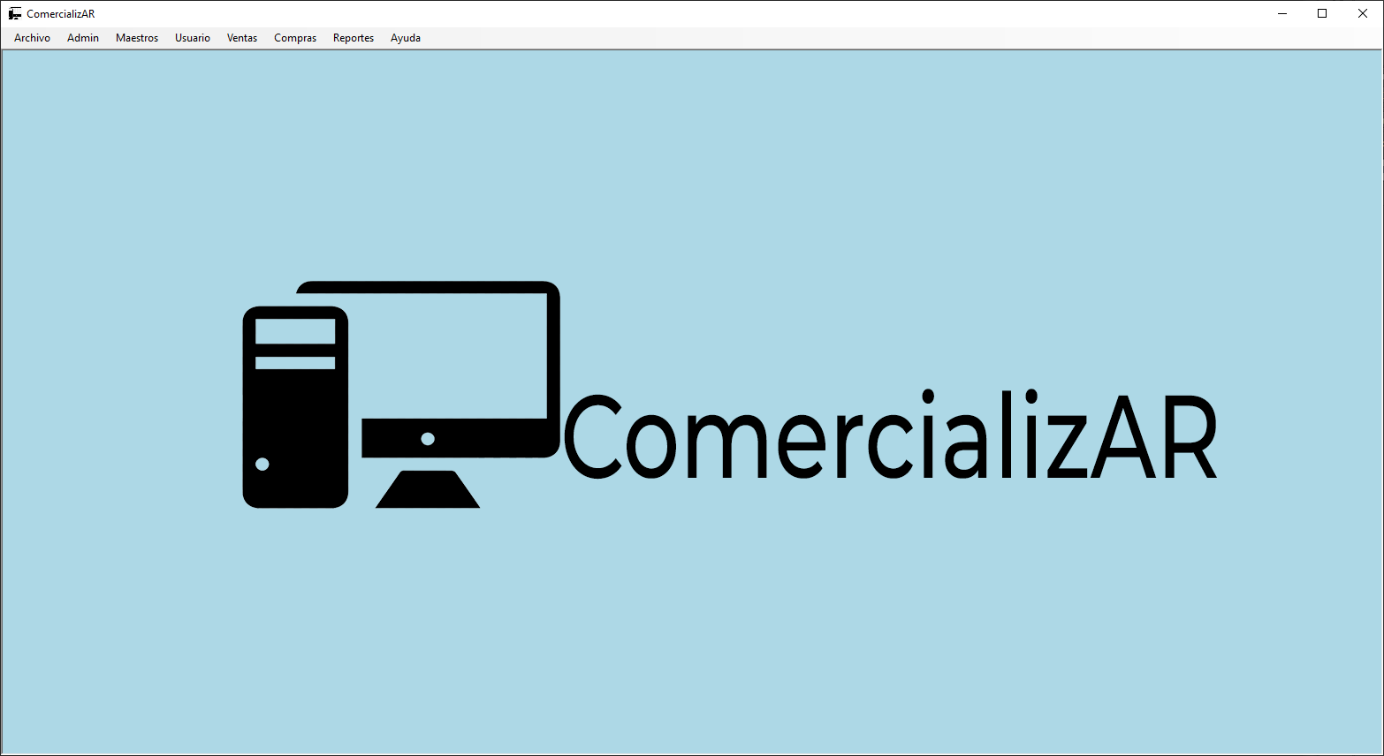 ComercializAR
Archivo Admin Maestros Usuario Ventas Compras Reportes Ayuda
ComercializAR